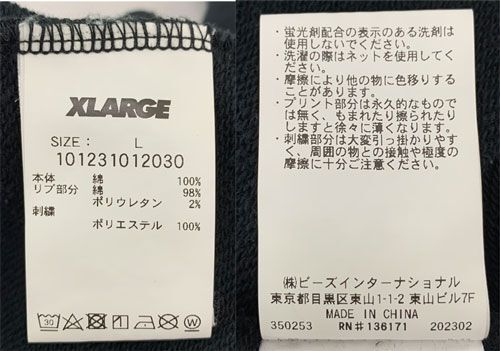 XLARGE
SIZE: L
101231012030
本体 綿 100%
リブ部分 綿 98%
ポリウレタン 2%
刺繍
ポリエステル 100%
30
・蛍光剤配合の表示のある洗剤は
使用しないでください。
・洗濯の際はネットを使用してく
ださい。
・摩擦により他の物に色移りする
ことがあります。
・プリント部分は永久的なもので
は無く、もまれたり擦られたり
しますと徐々に薄くなります。
・刺繍部分は大変引っ掛かりやす
す、周囲の物との接触や極度の
摩擦に十分ご注意ください。
㈱ビーズインターナショナル
東京都目黒区東山1-1-2 東山ビル7F
MADE IN CHINA
350253 RN#136171 202302